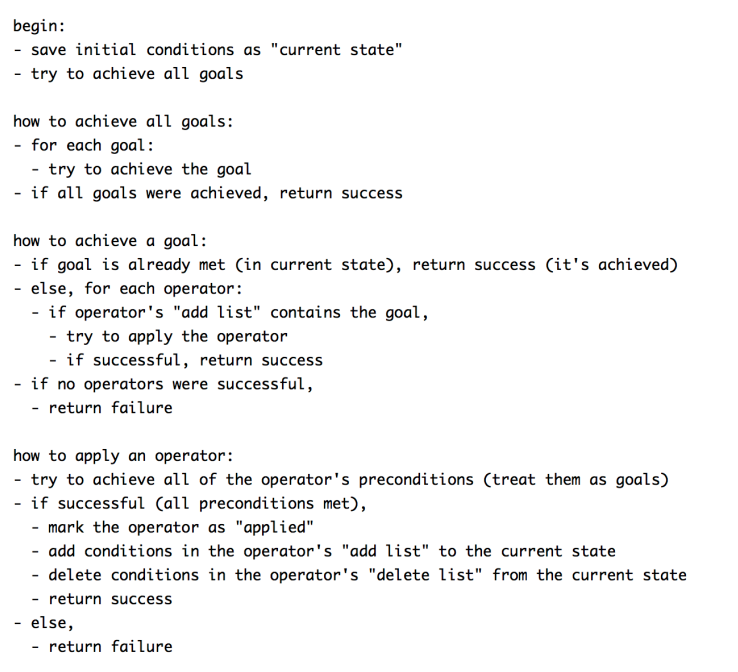 begin:
- save initial conditions as "current state"
- try to achieve all goals

how to achieve all goals:
- for each goal:
  - try to achieve the goal
- if all goals were achieved, return success

how to achieve a goal:
- if goal is already met (in current state), return success (it's achieved)
- else, for each operator:
  - if operator's "add list" contains the goal,
    - try to apply the operator
    - if successful, return success
- if no operators were successful,
  - return failure

how to apply an operator:
- try to achieve all of the operator's preconditions (treat them as goals)
- if successful (all preconditions met),
  - mark the operator as "applied"
  - add conditions in the operator's "add list" to the current state
  - delete conditions in the operator's "delete list" from the current state
  - return success
- else,
  - return failure